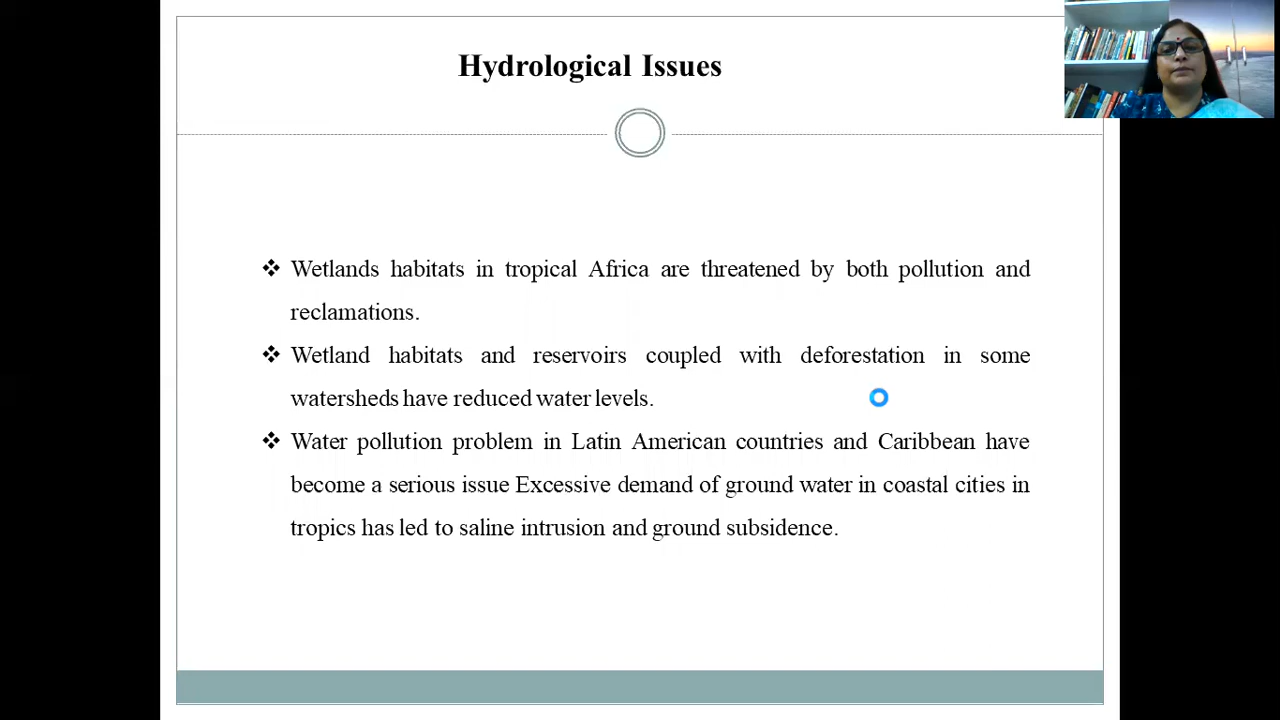 Hydrological Issues
❖ Wetlands habitats in tropical Africa are threatened by both pollution and
reclamations.
❖ Wetland habitats and reservoirs coupled with deforestation in some
watersheds have reduced water levels.
❖ Water pollution problem in Latin American countries and Caribbean have
become a serious issue Excessive demand of ground water in coastal cities in
tropics has led to saline intrusion and ground subsidence.